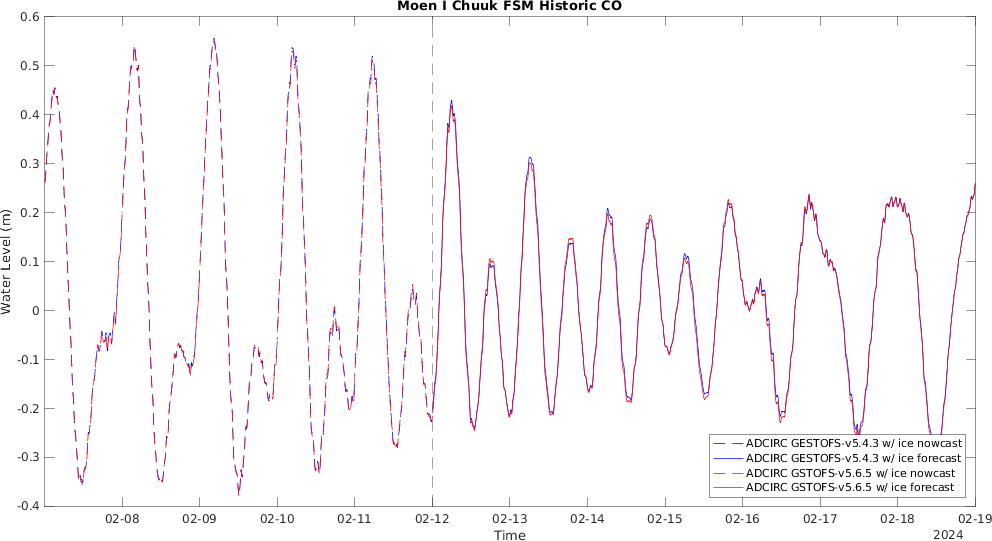 Moen I Chuuk FSM Historic CO
0.6
0.5
0.4
0.3
0.2
0.1
0
-0.1
-0.2
-0.3
-0.4
Water Level (m)
ADCIRC GESTOFS-v5.4.3 w/ ice nowcast
ADCIRC GESTOFS-v5.4.3 w/ ice forecast
ADCIRC GSTOFS-v5.6.5 w/ ice nowcast
ADCIRC GSTOFS-v5.6.5 w/ ice forecast
02-08 02-09 02-10 02-11 02-12 02-13 02-14 02-15 02-16 02-17 02-18 02-19
Time
2024